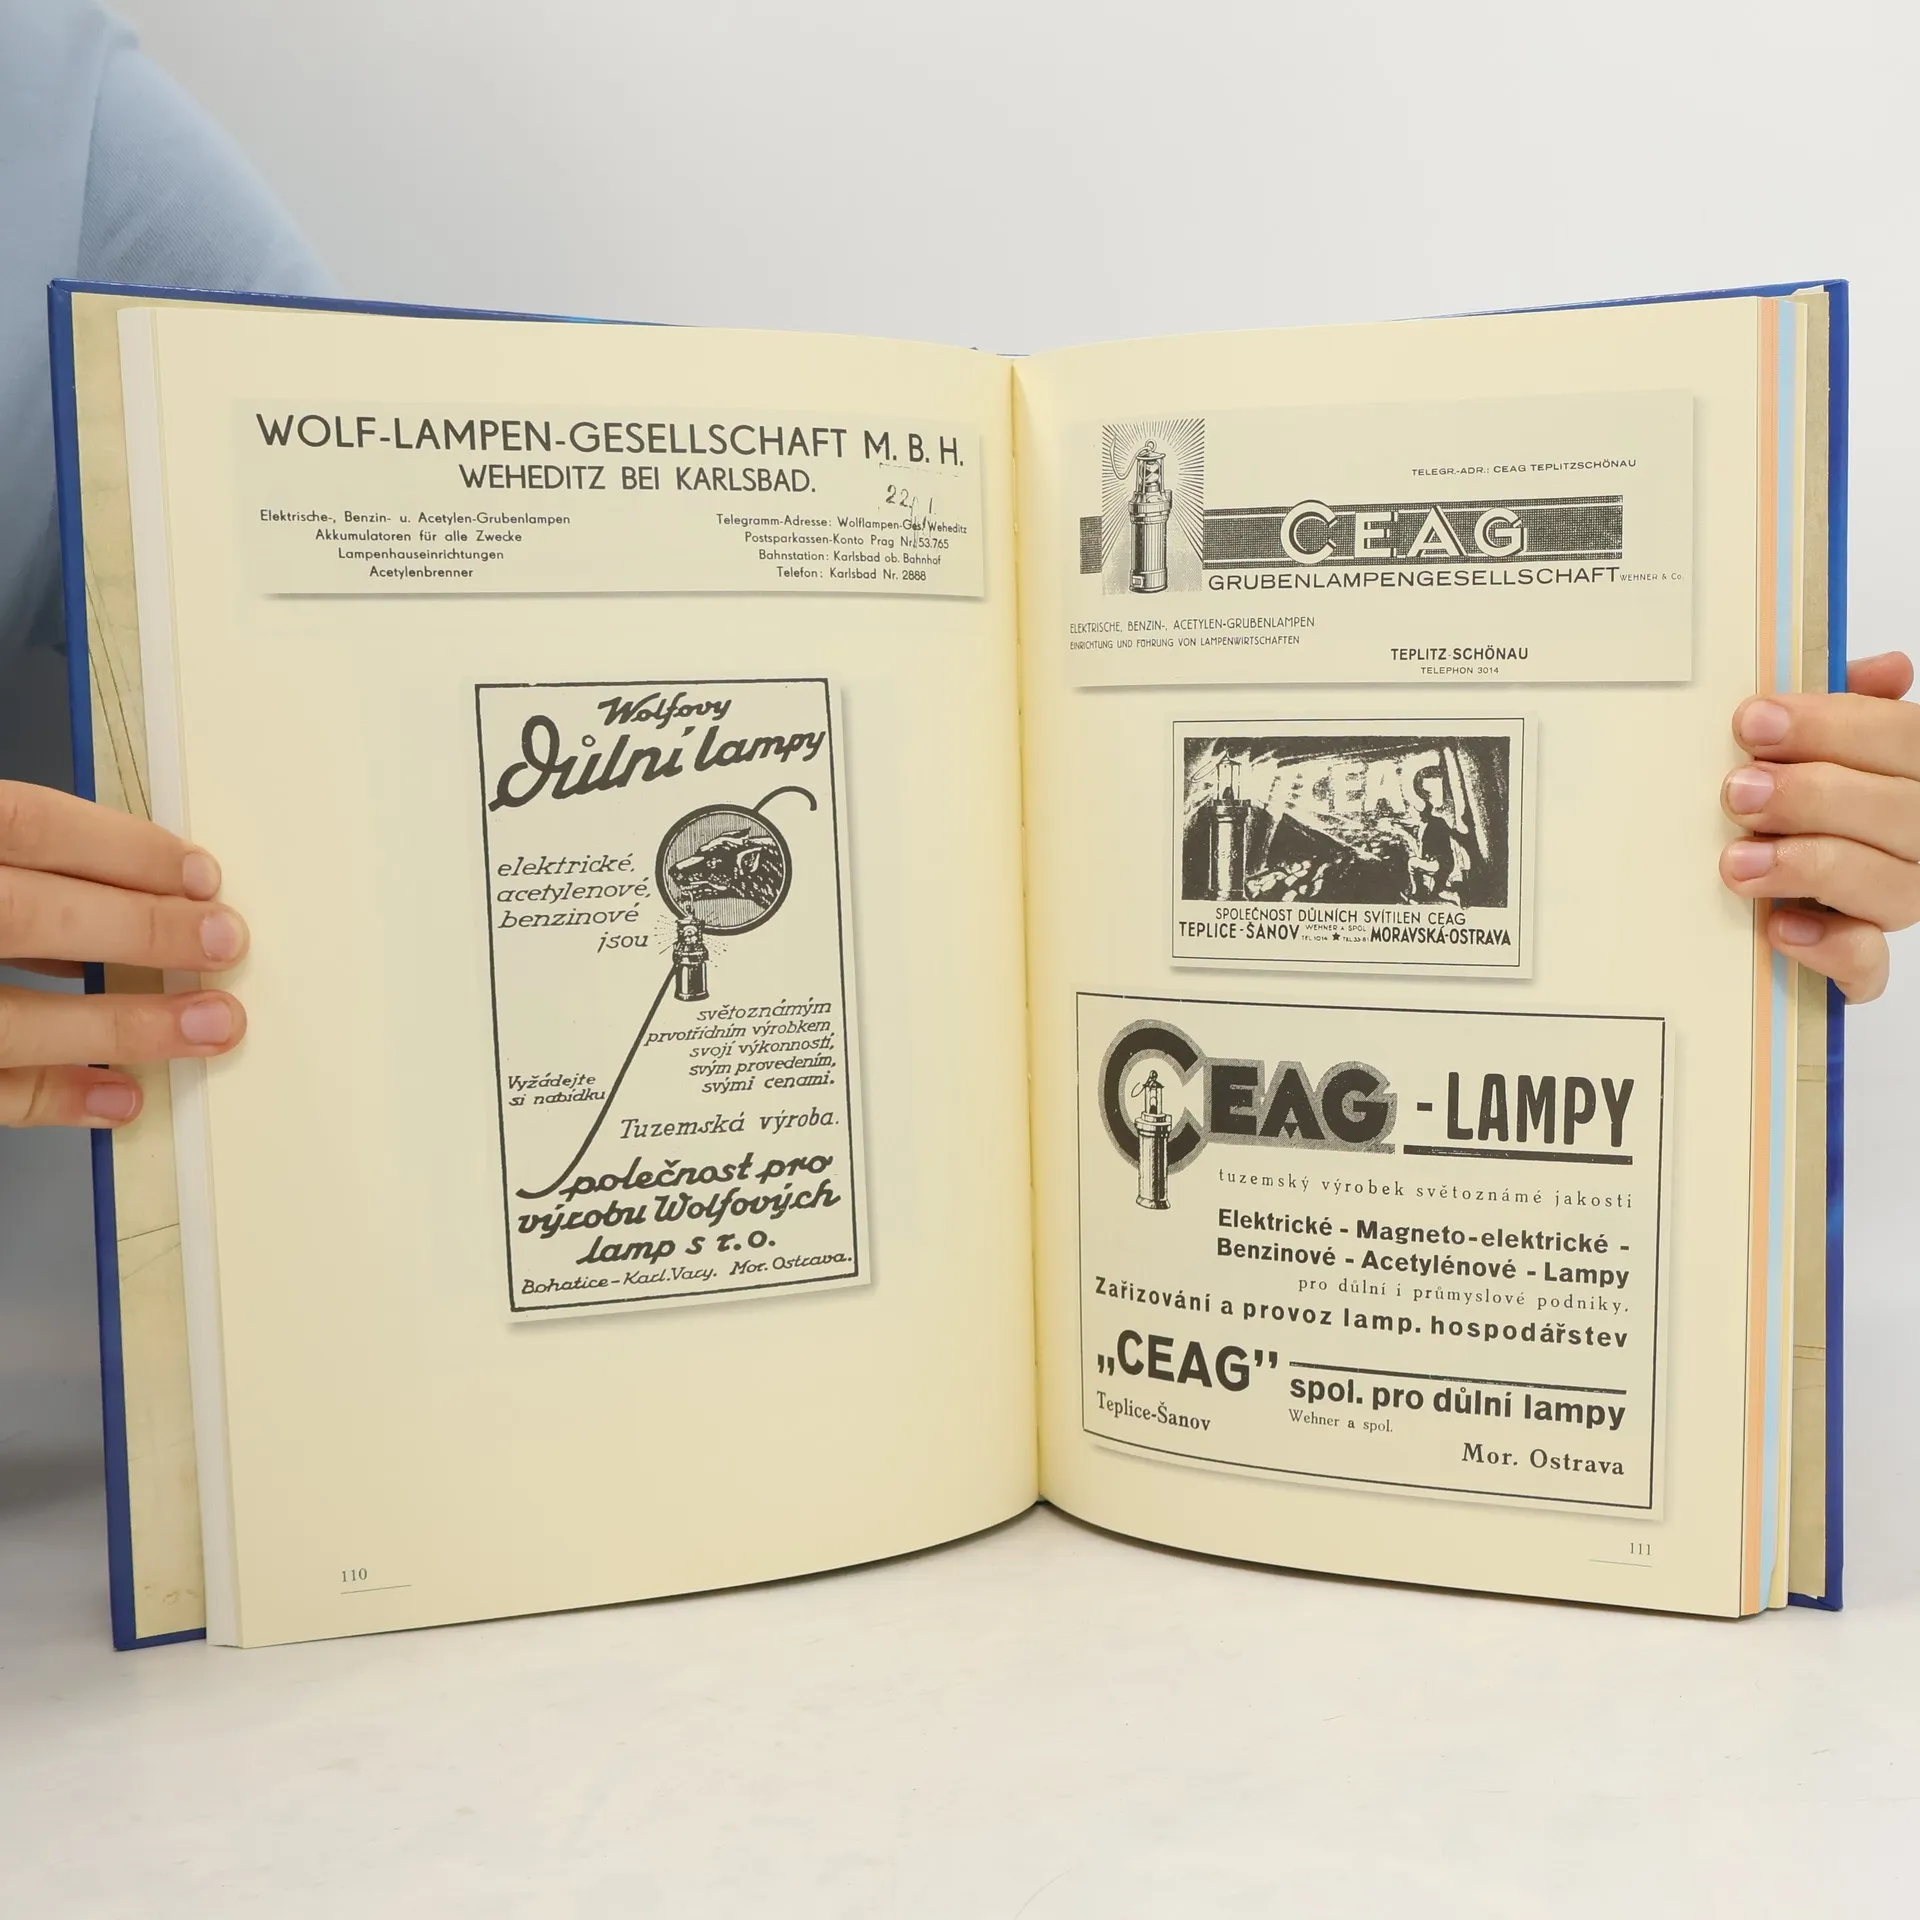 WOLF-LAMPEN-GESELLSCHAFT M. B. H.
WEHEDITZ BEI KARLSBAD.
Elektrische-, Benzin- u. Acetylen-Grubenlampen
Akkumulatoren für alle Zwecke
Lampenhauseinrichtungen
Acetylenbrenner
Telegramm-Adresse: Wolflampen-Ges. Weheditz
Postsparkassen-Konto Prag Nr. 53.765
Bahnstation: Karlsbad ob. Bahnhof
Telefon: Karlsbad Nr. 2888
Wolfovy
důlní lampy
elektrické,
acetylenové,
benzinové
jsou
světoznámým
prvotřídním výrobkem,
svojí výkonností,
svým provedením,
svými cenami.
Vyžádejte
si nabídku
Tuzemská výroba.
společnost pro
výrobu Wolfových
lamp s r. o.
Bohatice-Karl.Vary. Mor. Ostrava.
110
TELEGR.-ADR.: CEAG TEPLITZSCHÖNAU
CEAG
GRUBENLAMPENGESELLSCHAFT WEHNER & Co.
ELEKTRISCHE, BENZIN-, ACETYLEN-GRUBENLAMPEN
EINRICHTUNG UND FÜHRUNG VON LAMPENWIRTSCHAFTEN
TEPLITZ-SCHÖNAU
TELEPHON 3014
CEAG
SPOLEČNOST DŮLNÍCH SVÍTILEN CEAG
TEPLICE-ŠANOV WEHNER a SPOL. MORAVSKÁ-OSTRAVA
CEAG-LAMPY
tuzemský výrobek světoznámé jakosti
Elektrické - Magneto-elektrické -
Benzinové - Acetylénové - Lampy
pro důlní i průmyslové podniky.
Zařizování a provoz lamp. hospodářstev
„CEAG”
spol. pro důlní lampy
Teplice-Šanov
Wehner a spol.
Mor. Ostrava
111